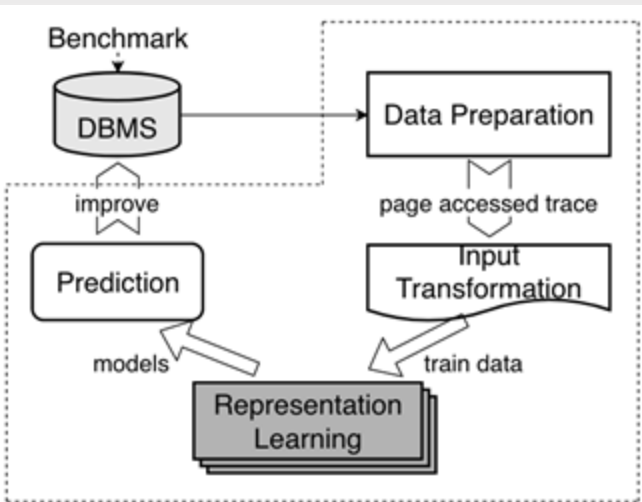 Benchmark
DBMS
Data Preparation
improve
page accessed trace
Prediction
Input
Transformation
models
train data
Representation
Learning